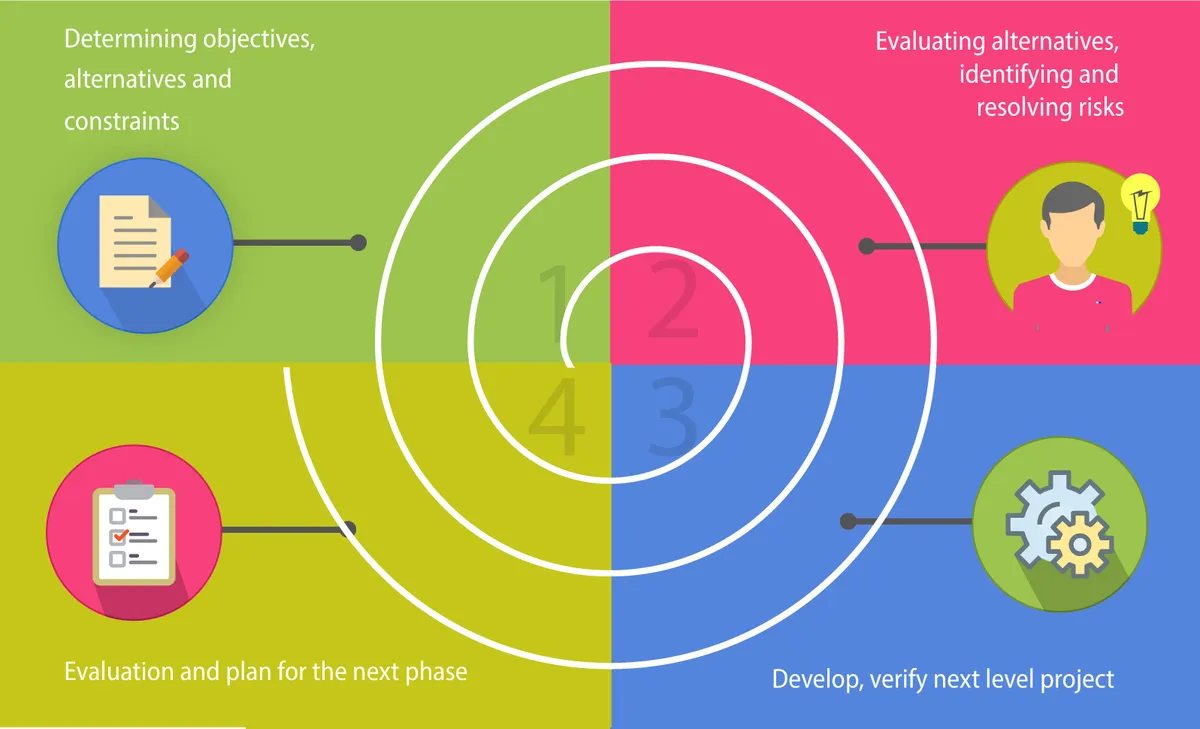 Determining objectives,
alternatives and
constraints
Evaluating alternatives,
identifying and
resolving risks
1
2
4
3
Evaluation and plan for the next phase
Develop, verify next level project